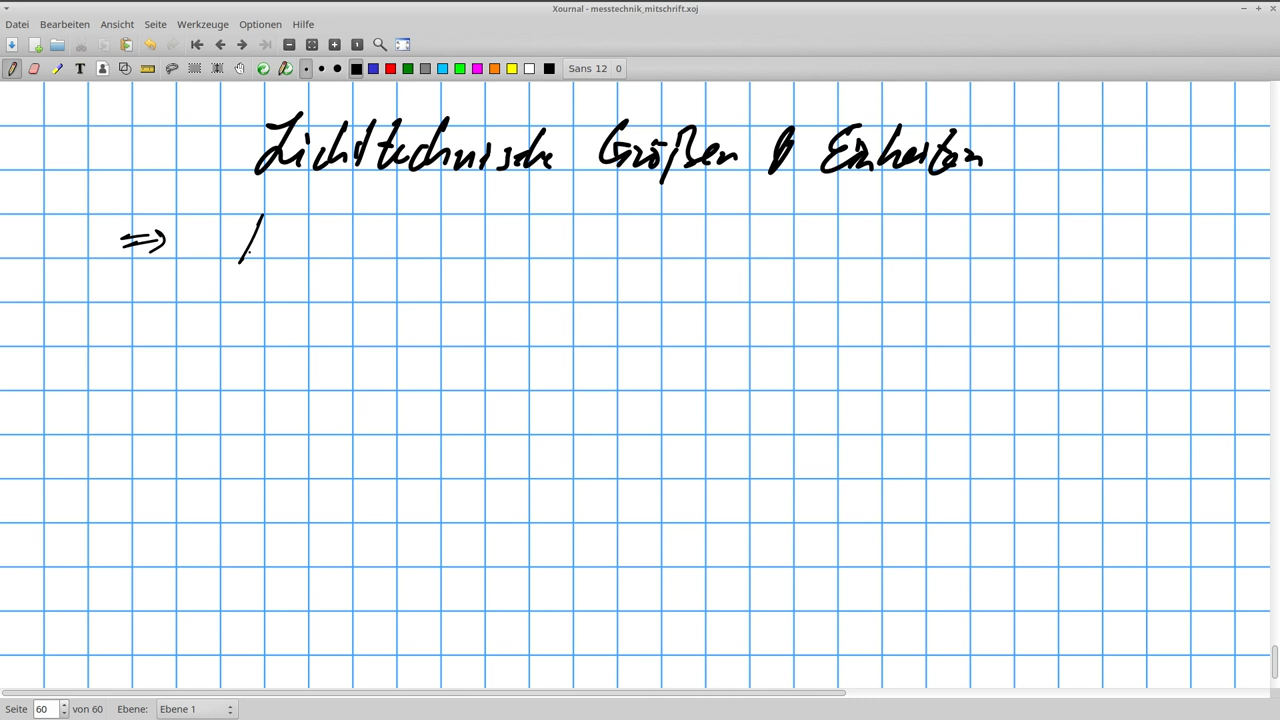 Xournal - messtechnik_mitschrift.xoj
Datei Bearbeiten Ansicht Seite Werkzeuge Optionen Hilfe
Sans 12 0
Lichttechnische Größen & Einheiten
⇒
Seite 60 von 60 Ebene: Ebene 1